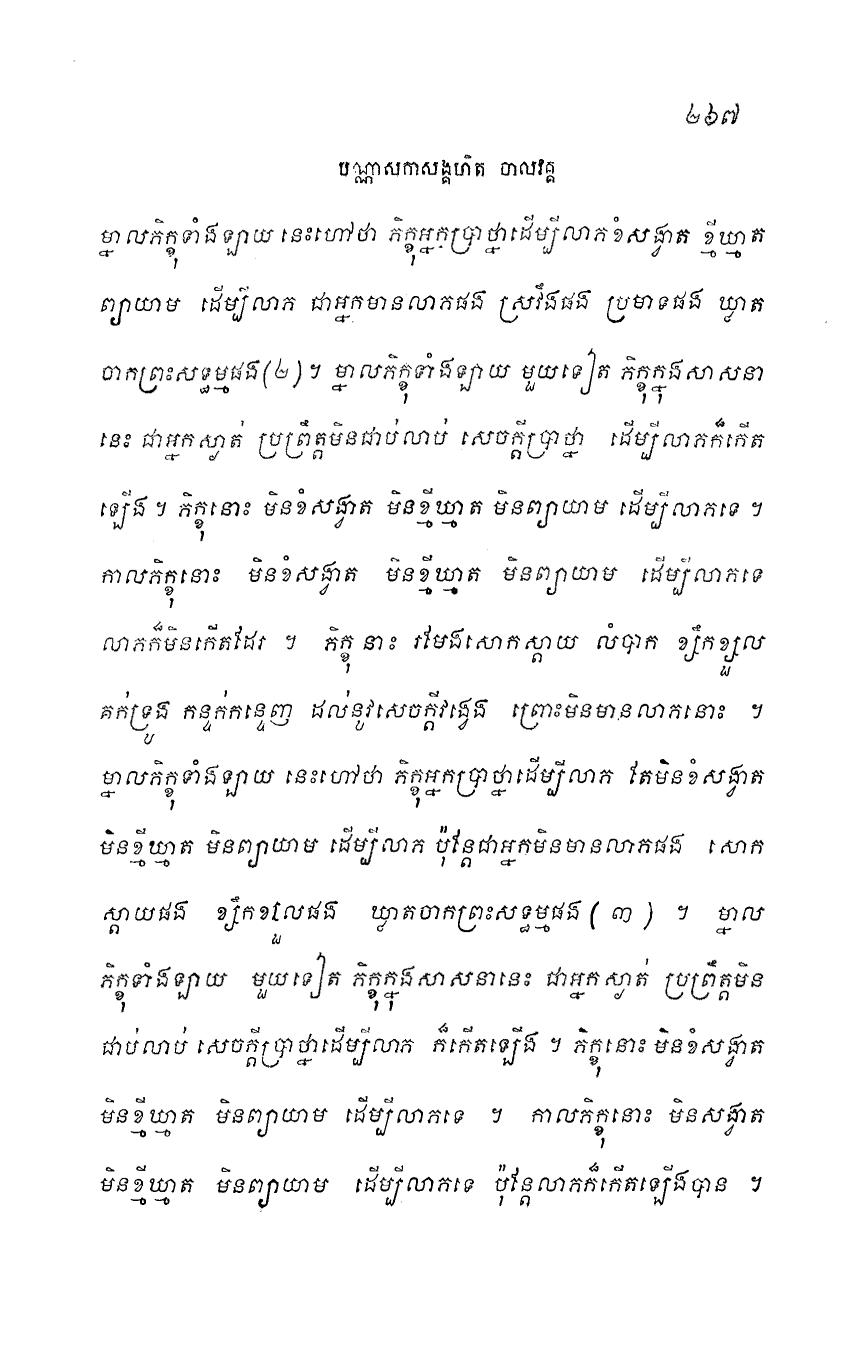 ២៦៧
បណ្ណាសកាសង្គហិត ចាលវគ្គ
ម្នាលភិក្ខុទាំងឡាយ នេះហៅថា ភិក្ខុអ្នកប្រាថ្នាដើម្បីលាភខំសង្វាត ខ្មីឃ្មាត
ព្យាយាម ដើម្បីលាភ ជាអ្នកមានលាភផង ស្រវឹងផង ប្រមាទផង ឃ្លាត
ចាកព្រះសទ្ធម្មផង(២)។ ម្នាលភិក្ខុទាំងឡាយ មួយទៀត ភិក្ខុក្នុងសាសនា
នេះ ជាអ្នកស្ងាត់ ប្រព្រឹត្តមិនជាប់លាប់ សេចក្តីប្រាថ្នា ដើម្បីលាភក៏កើត
ឡើង ។ ភិក្ខុនោះ មិនខំសង្វាត មិនខ្មីឃ្មាត មិនព្យាយាម ដើម្បីលាភទេ ។
កាលភិក្ខុនោះ មិនខំសង្វាត មិនខ្មីឃ្មាត មិនព្យាយាម ដើម្បីលាភទេ
លាភក៏មិនកើតដែរ ។ ភិក្ខុ នាះ រមែងសោកស្តាយ លំបាក ខ្សឹកខ្សួល
គក់ទ្រូង កន្ទក់កន្ទេញ ដល់នូវសេចក្តីវង្វេង ព្រោះមិនមានលាភនោះ ។
ម្នាលភិក្ខុទាំងឡាយ នេះហៅថា ភិក្ខុអ្នកប្រាថ្នាដើម្បីលាភ តែមិនខំសង្វាត
មិនខ្មីឃ្មាត មិនព្យាយាម ដើម្បីលាភ ប៉ុន្តែជាអ្នកមិនមានលាភផង សោក
ស្តាយផង ខ្សឹកខ្សួលផង ឃ្លាតចាកព្រះសទ្ធម្មផង ( ៣ ) ។ ម្នាល
ភិក្ខុទាំងឡាយ មួយទៀត ភិក្ខុក្នុងសាសនានេះ ជាអ្នកស្ងាត់ ប្រព្រឹត្តមិន
ជាប់លាប់ សេចក្តីប្រាថ្នាដើម្បីលាភ ក៏កើតឡើង ។ ភិក្ខុនោះ មិនខំសង្វាត
មិនខ្មីឃ្មាត មិនព្យាយាម ដើម្បីលាភទេ ។ កាលភិក្ខុនោះ មិនសង្វាត
មិនខ្មីឃ្មាត មិនព្យាយាម ដើម្បីលាភទេ ប៉ុន្តែលាភក៏កើតឡើងបាន ។